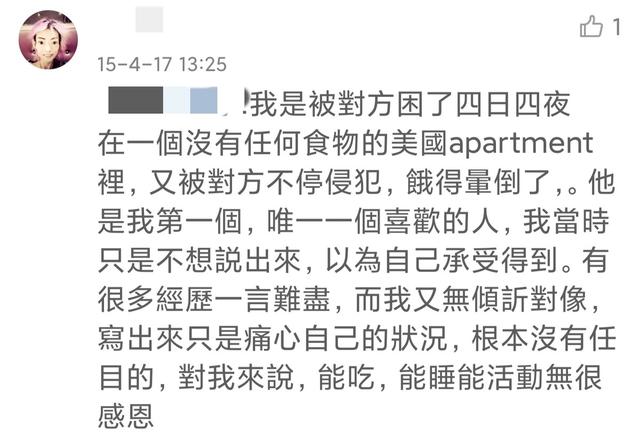 1
15-4-17 13:25
!我是被對方困了四日四夜
在一個沒有任何食物的美國apartment
裡，又被對方不停侵犯，餓得暈倒了，。他
是我第一個，唯一一個喜歡的人，我當時
只是不想説出來，以為自己承受得到。有
很多經歷一言難盡，而我又無傾訢對像，
寫出來只是痛心自己的狀況，根本沒有任
目的，對我來說，能吃，能睡能活動無很
感恩